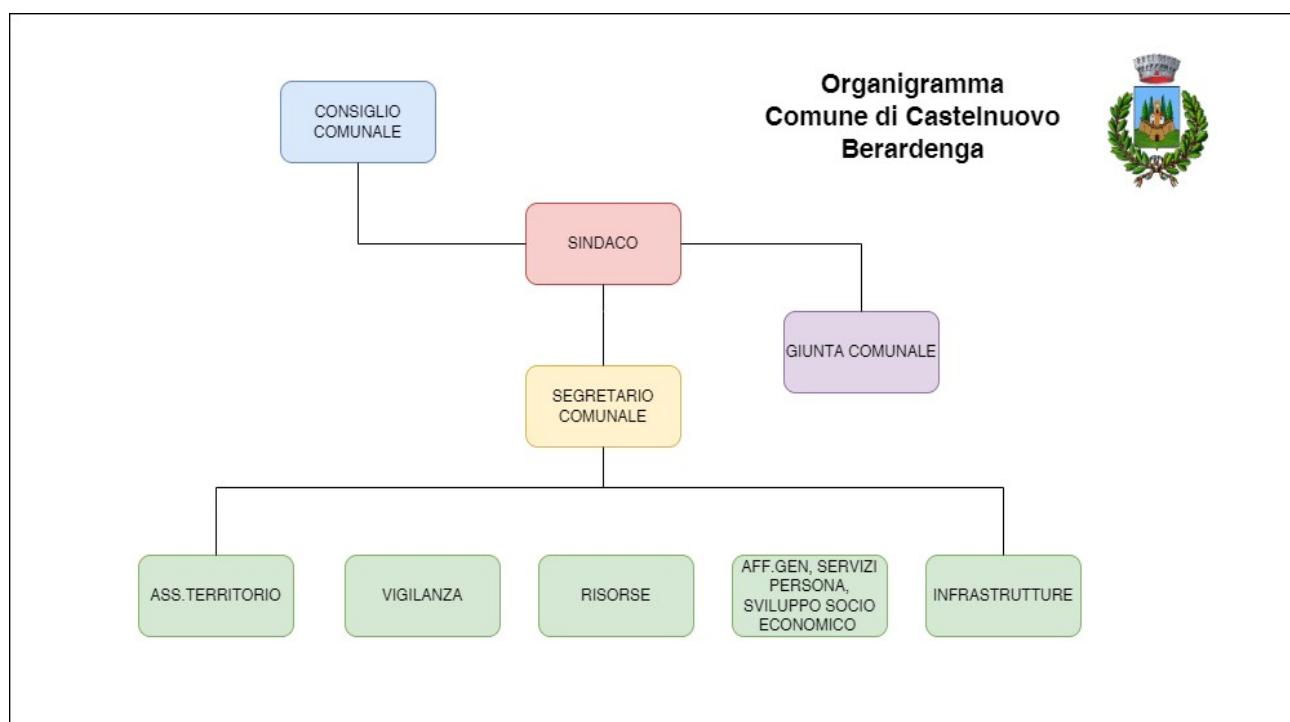 Organigramma
Comune di Castelnuovo
Berardenga
CONSIGLIO
COMUNALE
SINDACO
GIUNTA COMUNALE
SEGRETARIO
COMUNALE
ASS.TERRITORIO
VIGILANZA
RISORSE
AFF.GEN, SERVIZI
PERSONA,
SVILUPPO SOCIO
ECONOMICO
INFRASTRUTTURE